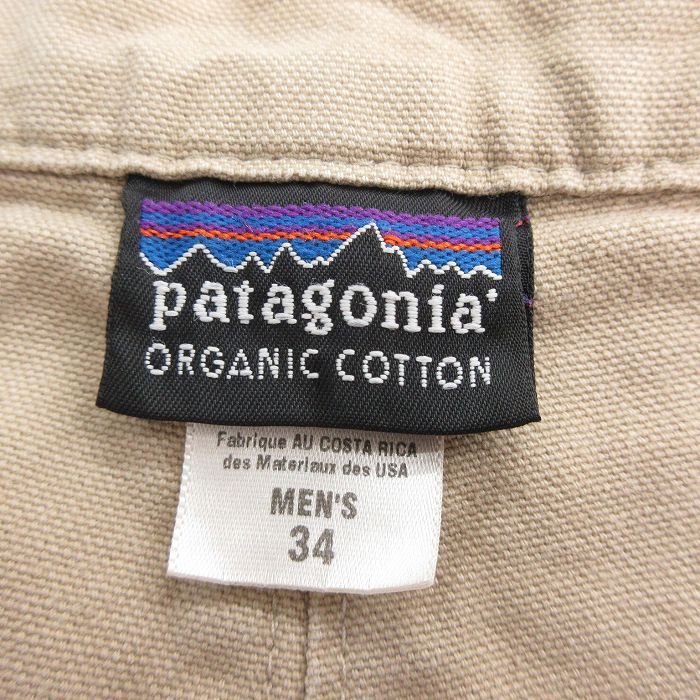 patagonia
ORGANIC COTTON
Fabrique AU COSTA RICA
des Materiaux des USA
MEN'S
34